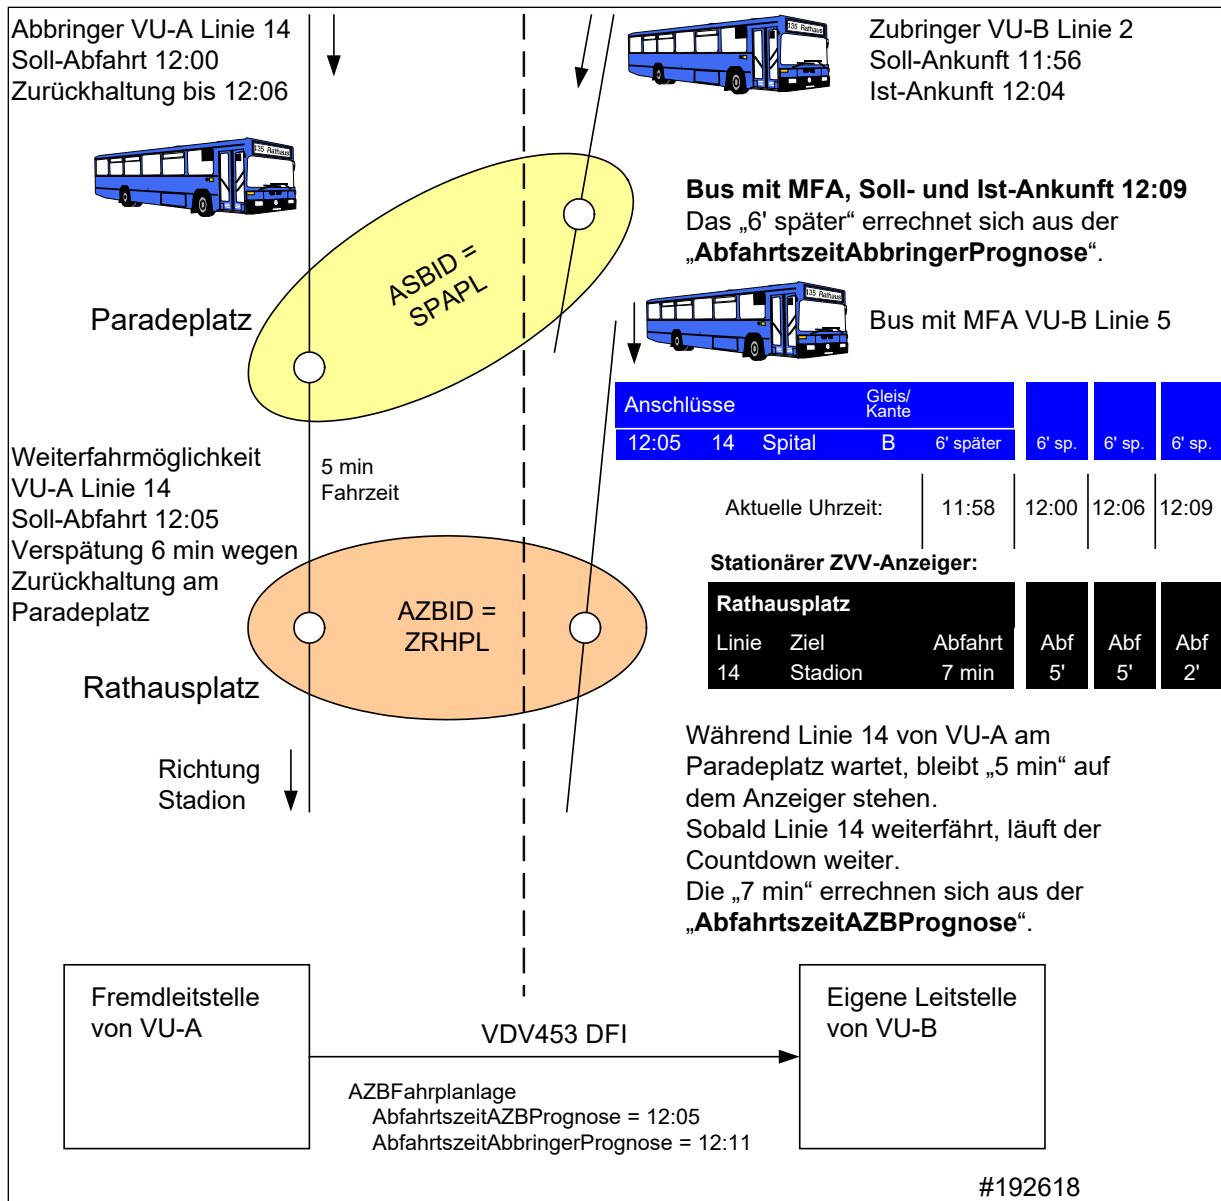 Abbringer VU-A Linie 14
Soll-Abfahrt 12:00
Zurückhaltung bis 12:06
135 Rathaus
135 Rathaus
Zubringer VU-B Linie 2
Soll-Ankunft 11:56
Ist-Ankunft 12:04
Bus mit MFA, Soll- und Ist-Ankunft 12:09
Das „6' später“ errechnet sich aus der
„AbfahrtszeitAbbringerPrognose“.
135 Rathaus
Bus mit MFA VU-B Linie 5
ASBID =
SPAPL
Paradeplatz
Anschlüsse Gleis/
Kante
12:05 14 Spital B 6' später 6' sp. 6' sp. 6' sp.
Aktuelle Uhrzeit: 11:58 12:00 12:06 12:09
Weiterfahrmöglichkeit
VU-A Linie 14
Soll-Abfahrt 12:05
Verspätung 6 min wegen
Zurückhaltung am
Paradeplatz
5 min
Fahrzeit
Stationärer ZVV-Anzeiger:
Rathausplatz
Linie Ziel Abfahrt Abf Abf Abf
14 Stadion 7 min 5' 5' 2'
AZBID =
ZRHPL
Rathausplatz
Richtung
Stadion
Während Linie 14 von VU-A am
Paradeplatz wartet, bleibt „5 min“ auf
dem Anzeiger stehen.
Sobald Linie 14 weiterfährt, läuft der
Countdown weiter.
Die „7 min“ errechnen sich aus der
„AbfahrtszeitAZBPrognose“.
Fremdleitstelle
von VU-A
VDV453 DFI
Eigene Leitstelle
von VU-B
AZBFahrplanlage
AbfahrtszeitAZBPrognose = 12:05
AbfahrtszeitAbbringerPrognose = 12:11
#192618